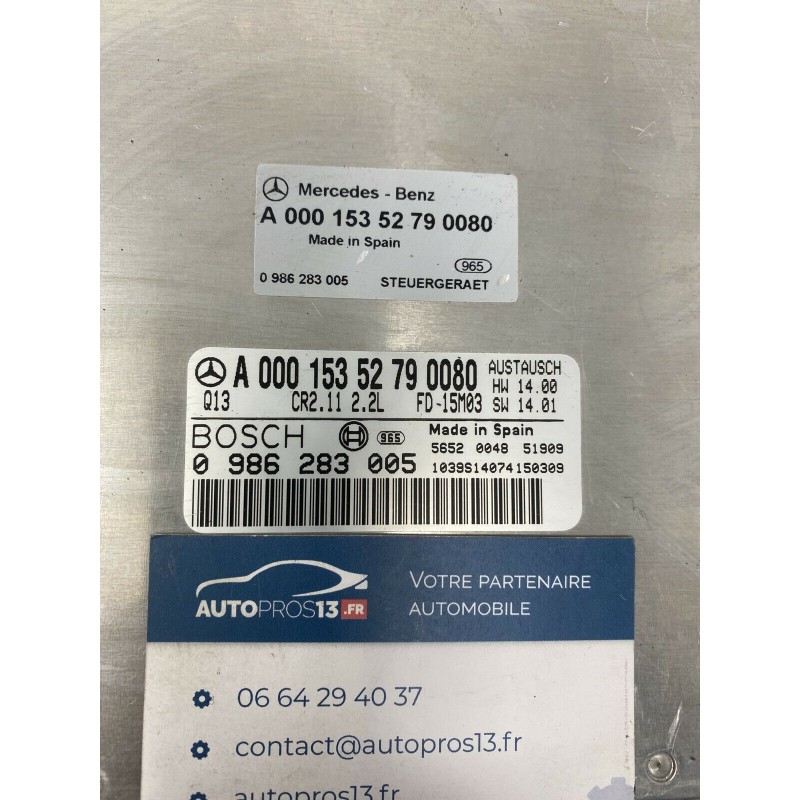 Mercedes - Benz
A 000 153 52 79 0080
Made in Spain
965
0 986 283 005 STEUERGERAET
A 000 153 52 79 0080 AUSTAUSCH
HW 14.00
Q13 CR2.11 2.2L FD-15M03 SW 14.01
BOSCH 965 Made in Spain
5652 0048 51909
0 986 283 005 1039S14074150309
AUTOPROS13.FR
VOTRE PARTENAIRE
AUTOMOBILE
06 64 29 40 37
contact@autopros13.fr
autopros13.fr